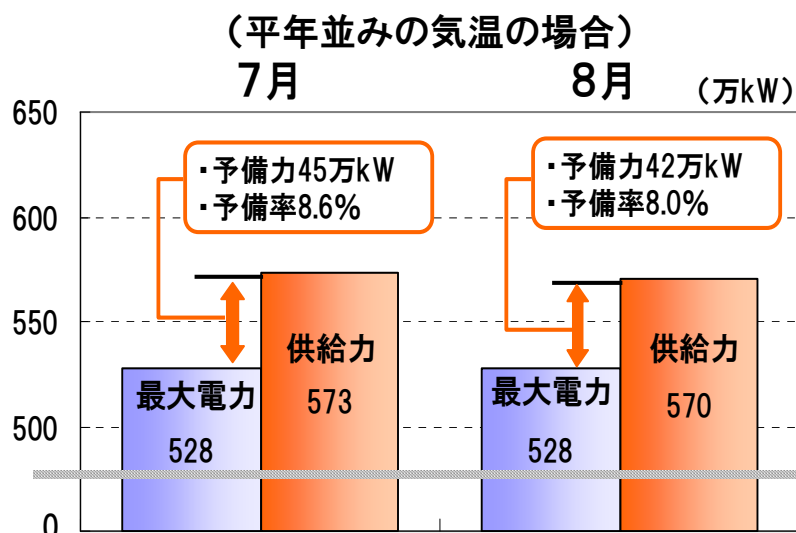 （平年並みの気温の場合）
7月
8月
（万kW）
650
600
550
500
0
・予備力45万kW
・予備率8.6%
・予備力42万kW
・予備率8.0%
最大電力
528
供給力
573
最大電力
528
供給力
570